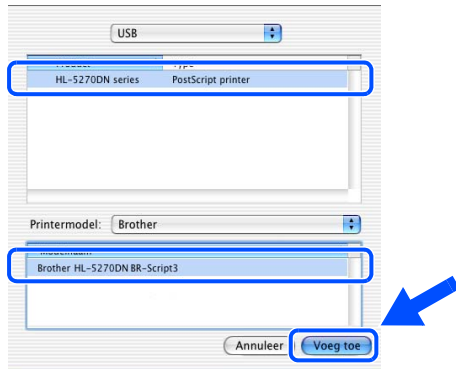 USB
HL-5270DN series PostScript printer
Printermodel: Brother
Brother HL-5270DN BR-Script3
Annuleer Voeg toe